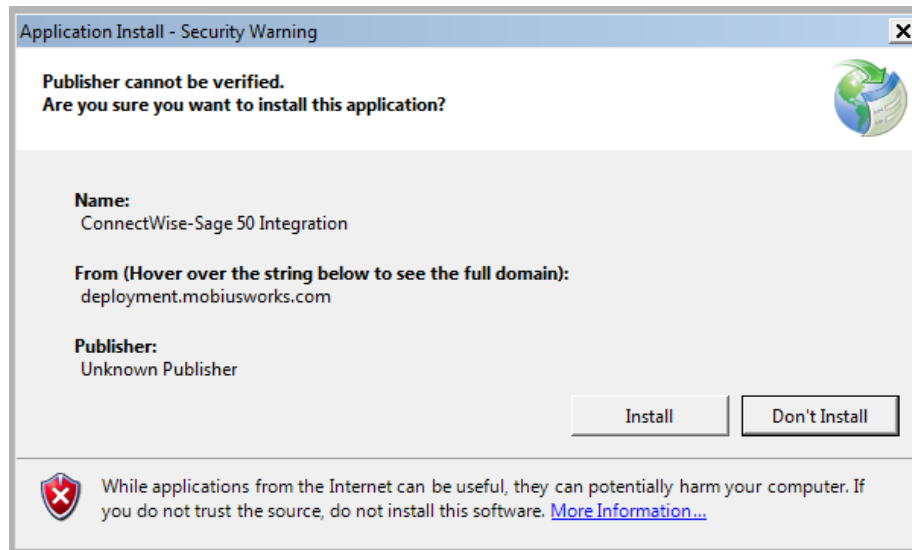 Application Install - Security Warning
Publisher cannot be verified.
Are you sure you want to install this application?
Name:
ConnectWise-Sage 50 Integration
From (Hover over the string below to see the full domain):
deployment.mobiusworks.com
Publisher:
Unknown Publisher
Install
Don't Install
While applications from the Internet can be useful, they can potentially harm your computer. If
you do not trust the source, do not install this software. More Information...